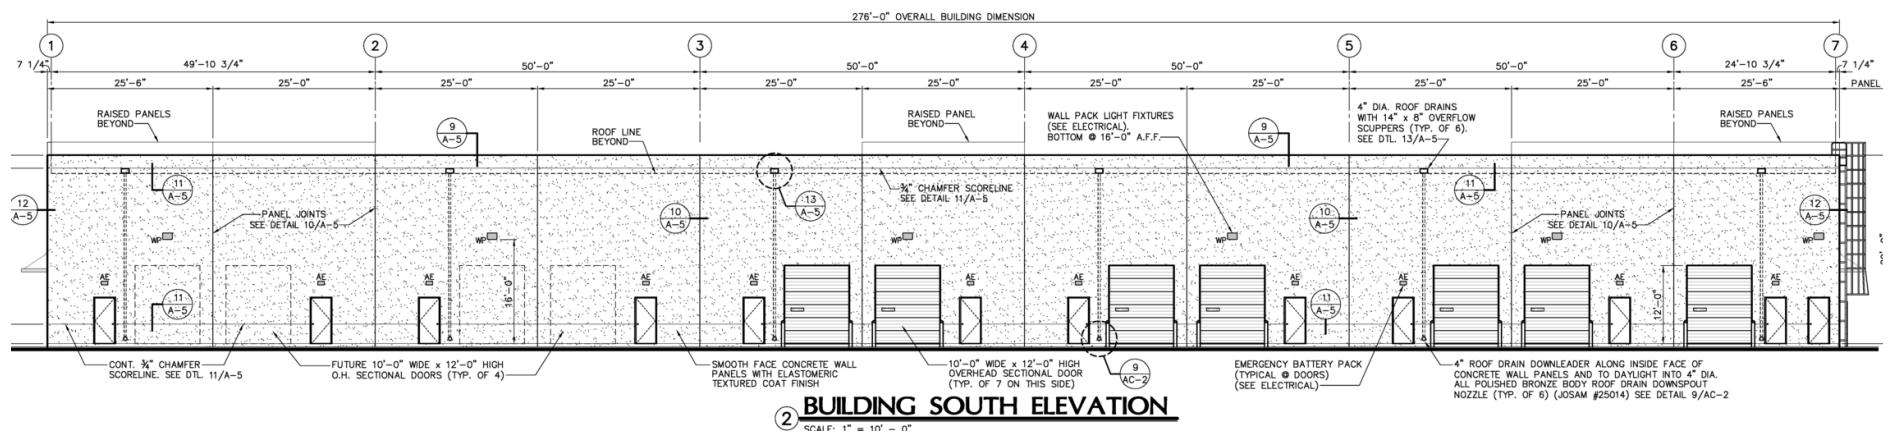 276'-0" OVERALL BUILDING DIMENSION
1 2 3 4 5 6 7
7 1/4" 49'-10 3/4" 50'-0" 50'-0" 50'-0" 50'-0" 24'-10 3/4" 7 1/4"
25'-6" 25'-0" 25'-0" 25'-0" 25'-0" 25'-0" 25'-0" 25'-0" 25'-0" 25'-0" 25'-6" PANEL
RAISED PANELS
BEYOND
9
A-5
ROOF LINE
BEYOND
RAISED PANEL
BEYOND
WALL PACK LIGHT FIXTURES
(SEE ELECTRICAL).
BOTTOM @ 16'-0" A.F.F.
9
A-5
4" DIA. ROOF DRAINS
WITH 14" x 8" OVERFLOW
SCUPPERS (TYP. OF 6).
SEE DTL. 13/A-5
RAISED PANELS
BEYOND
12
A-5
11
A-5
PANEL JOINTS
SEE DETAIL 10/A-5
10
A-5
13
A-5
¾" CHAMFER SCORELINE
SEE DETAIL 11/A-5
10
A-5
11
A-5
PANEL JOINTS
SEE DETAIL 10/A-5
12
A-5
WP WP WP WP WP WP
AE AE AE AE AE AE AE AE AE AE AE
11
A-5
16'-0"
11
A-5
12'-0"
CONT. ¾" CHAMFER
SCORELINE. SEE DTL. 11/A-5
FUTURE 10'-0" WIDE x 12'-0" HIGH
O.H. SECTIONAL DOORS (TYP. OF 4)
SMOOTH FACE CONCRETE WALL
PANELS WITH ELASTOMERIC
TEXTURED COAT FINISH
10'-0" WIDE x 12'-0" HIGH
OVERHEAD SECTIONAL DOOR
(TYP. OF 7 ON THIS SIDE)
9
AC-2
EMERGENCY BATTERY PACK
(TYPICAL @ DOORS)
(SEE ELECTRICAL)
4" ROOF DRAIN DOWNLEADER ALONG INSIDE FACE OF
CONCRETE WALL PANELS AND TO DAYLIGHT INTO 4" DIA.
ALL POLISHED BRONZE BODY ROOF DRAIN DOWNSPOUT
NOZZLE (TYP. OF 6) (JOSAM #25014) SEE DETAIL 9/AC-2
2 BUILDING SOUTH ELEVATION
SCALE: 1" = 10' - 0"